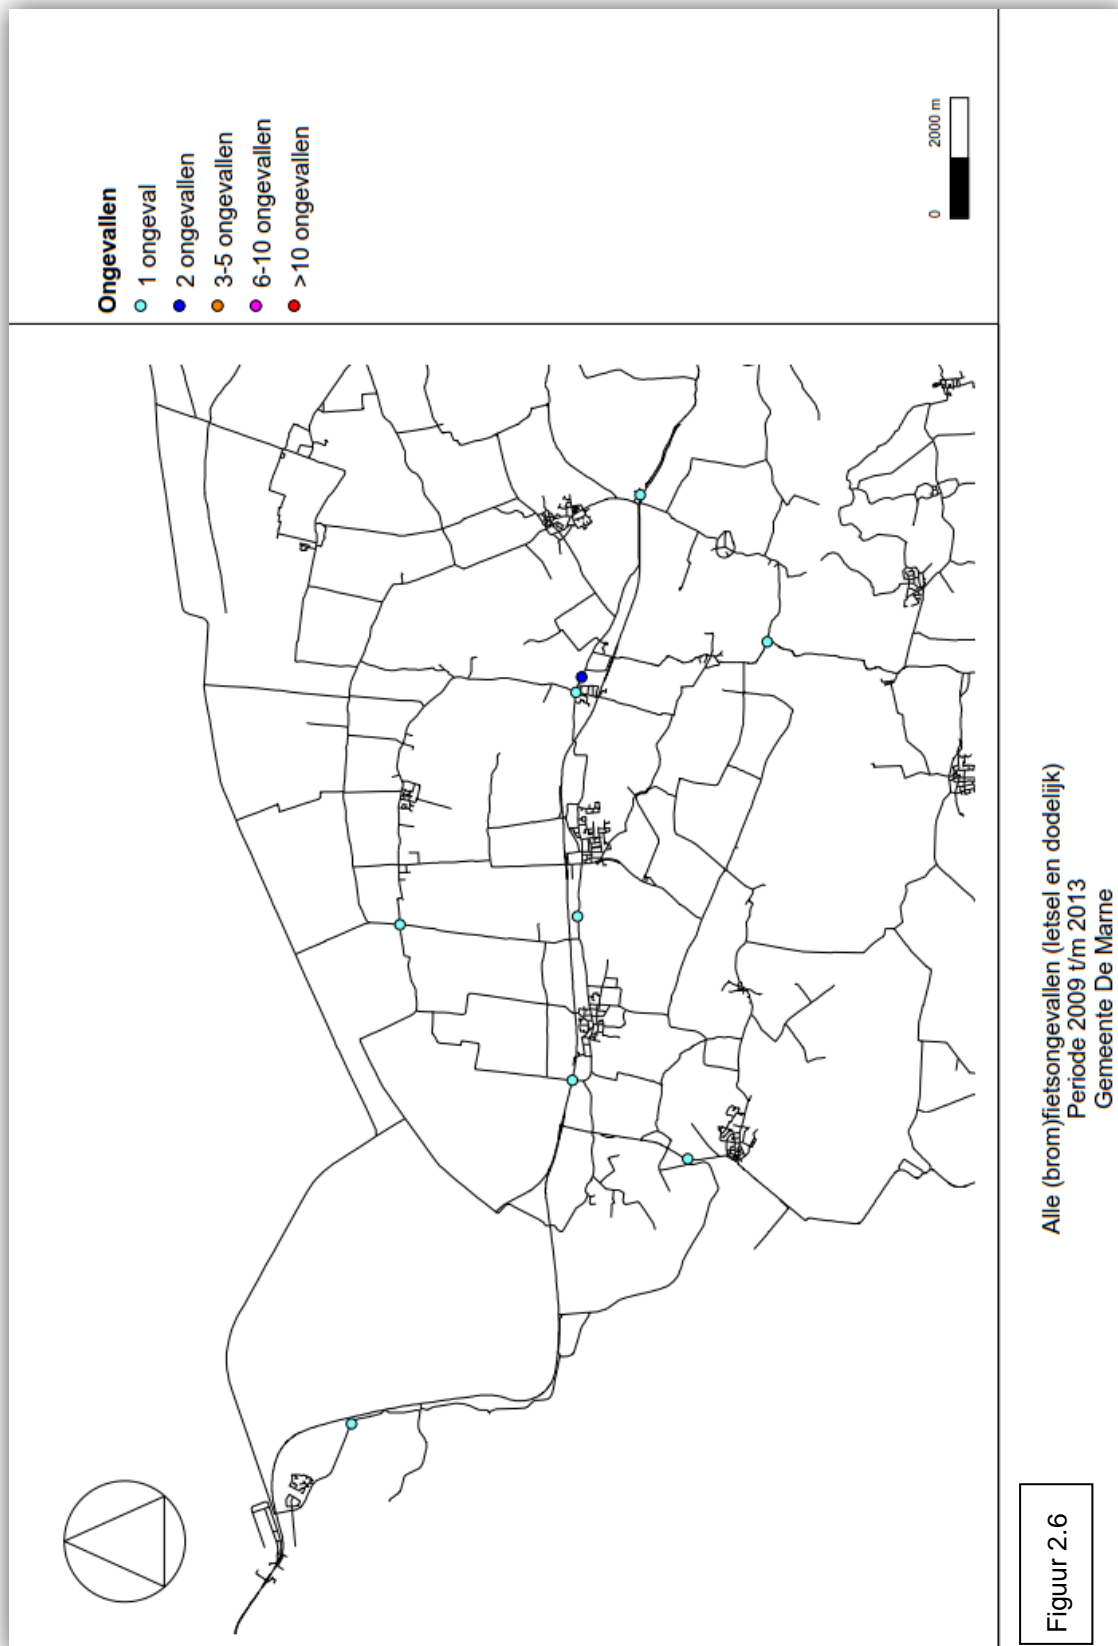 Ongevallen
1 ongeval
2 ongevallen
3-5 ongevallen
6-10 ongevallen
>10 ongevallen
0 2000 m
Alle (brom)fietsongevallen (letsel en dodelijk)
Periode 2009 t/m 2013
Gemeente De Marne
Figuur 2.6